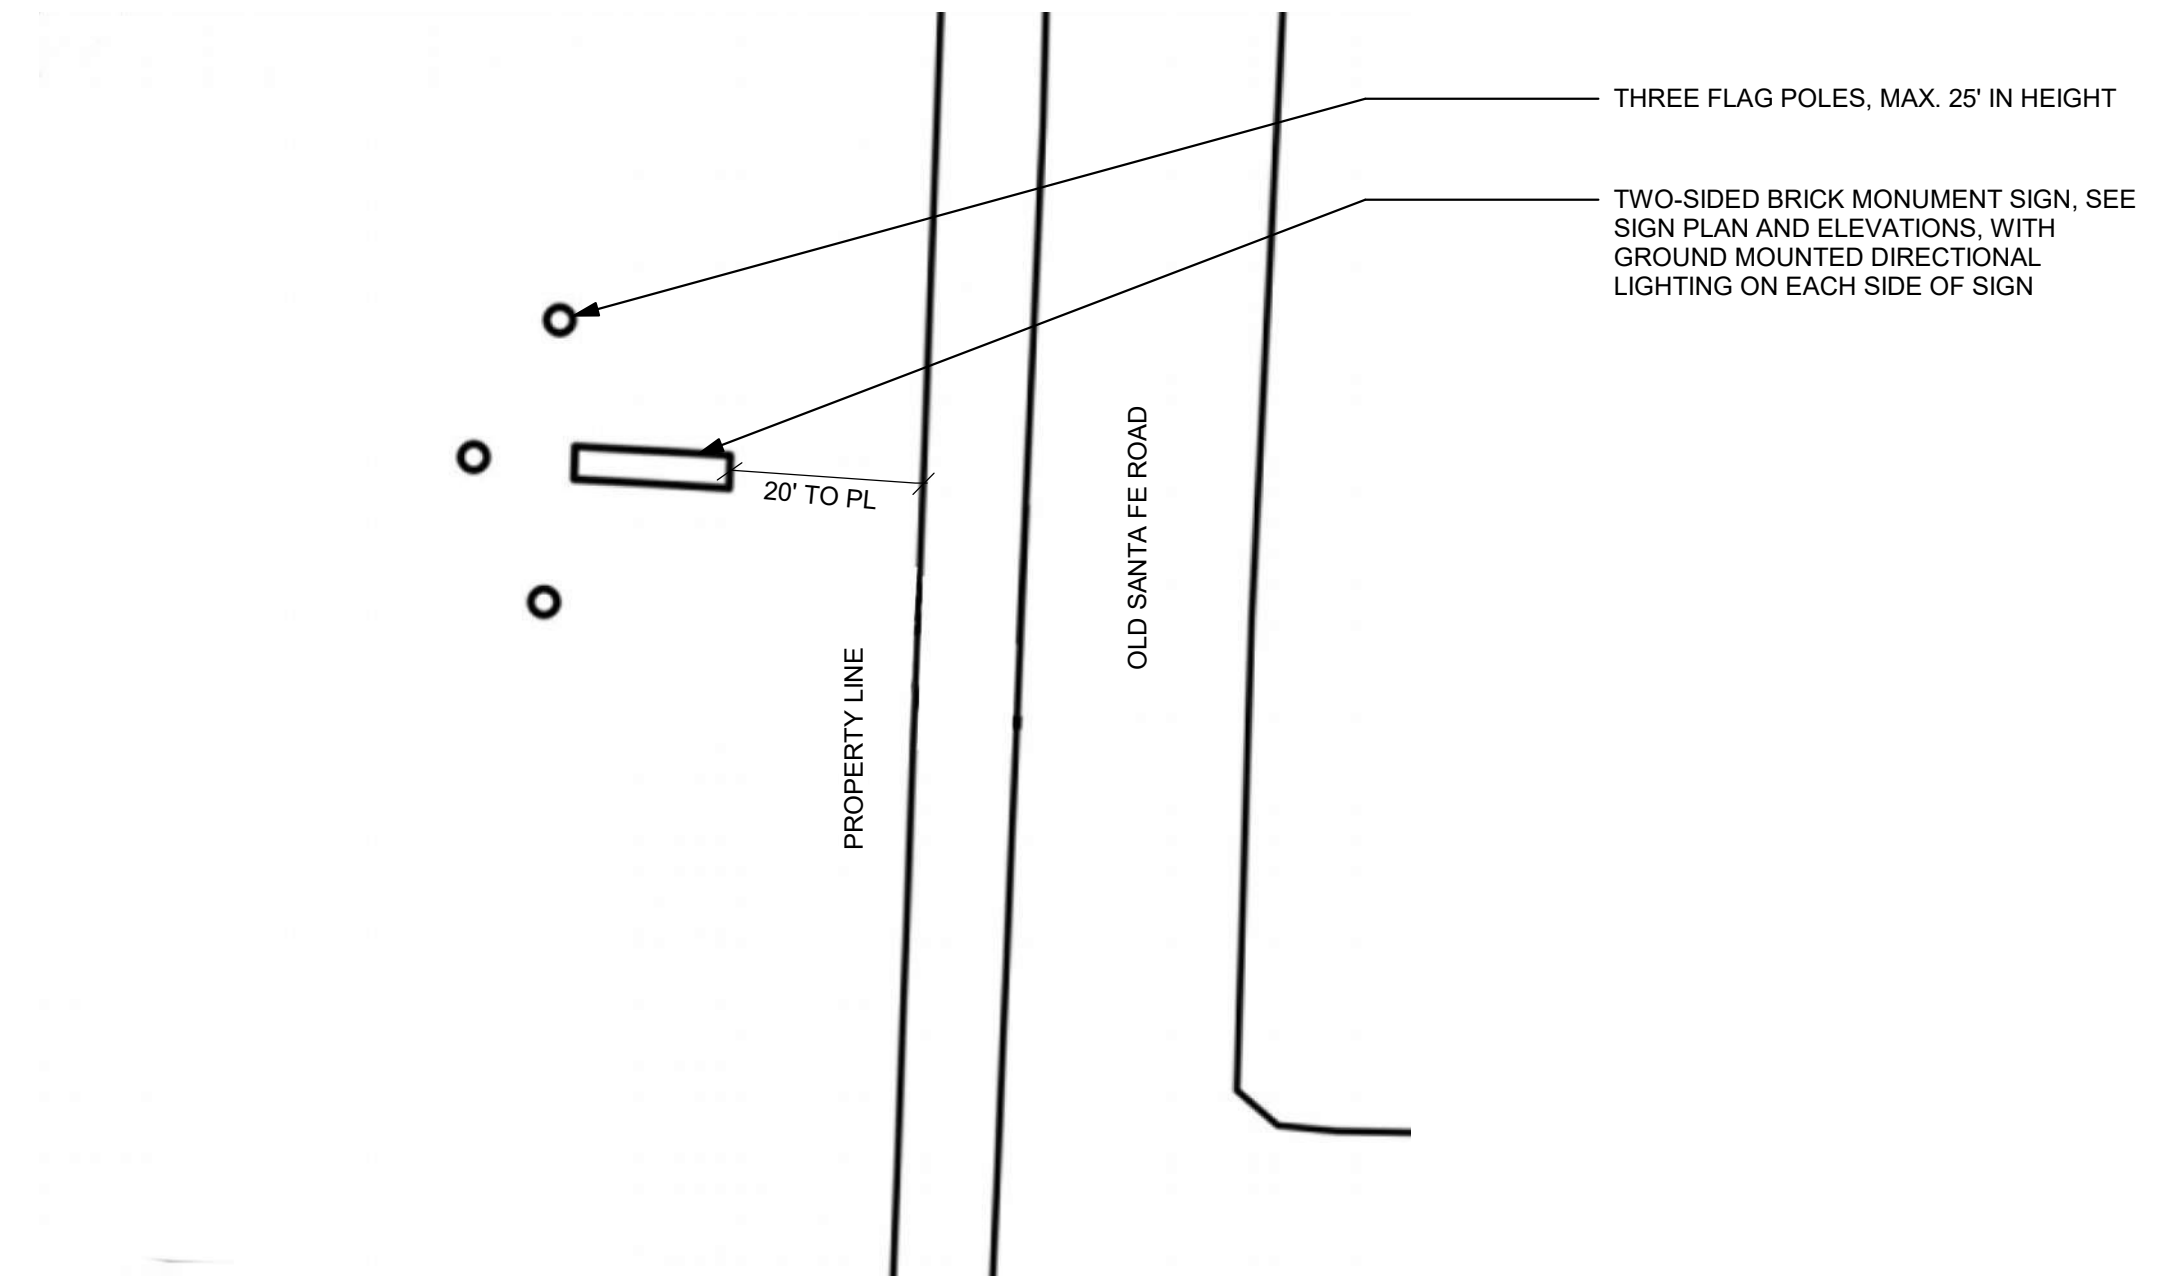 THREE FLAG POLES, MAX. 25' IN HEIGHT
TWO-SIDED BRICK MONUMENT SIGN, SEE
SIGN PLAN AND ELEVATIONS, WITH
GROUND MOUNTED DIRECTIONAL
LIGHTING ON EACH SIDE OF SIGN
20' TO PL
OLD SANTA FE ROAD
PROPERTY LINE